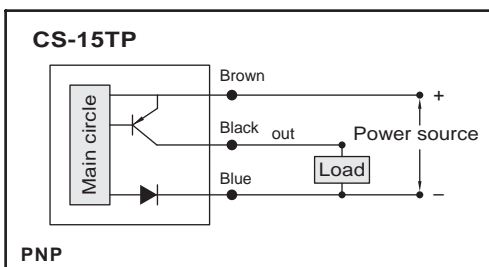 CS-15TP
Brown
+
Main circle
Black out
Power source
Load
Blue
−
PNP